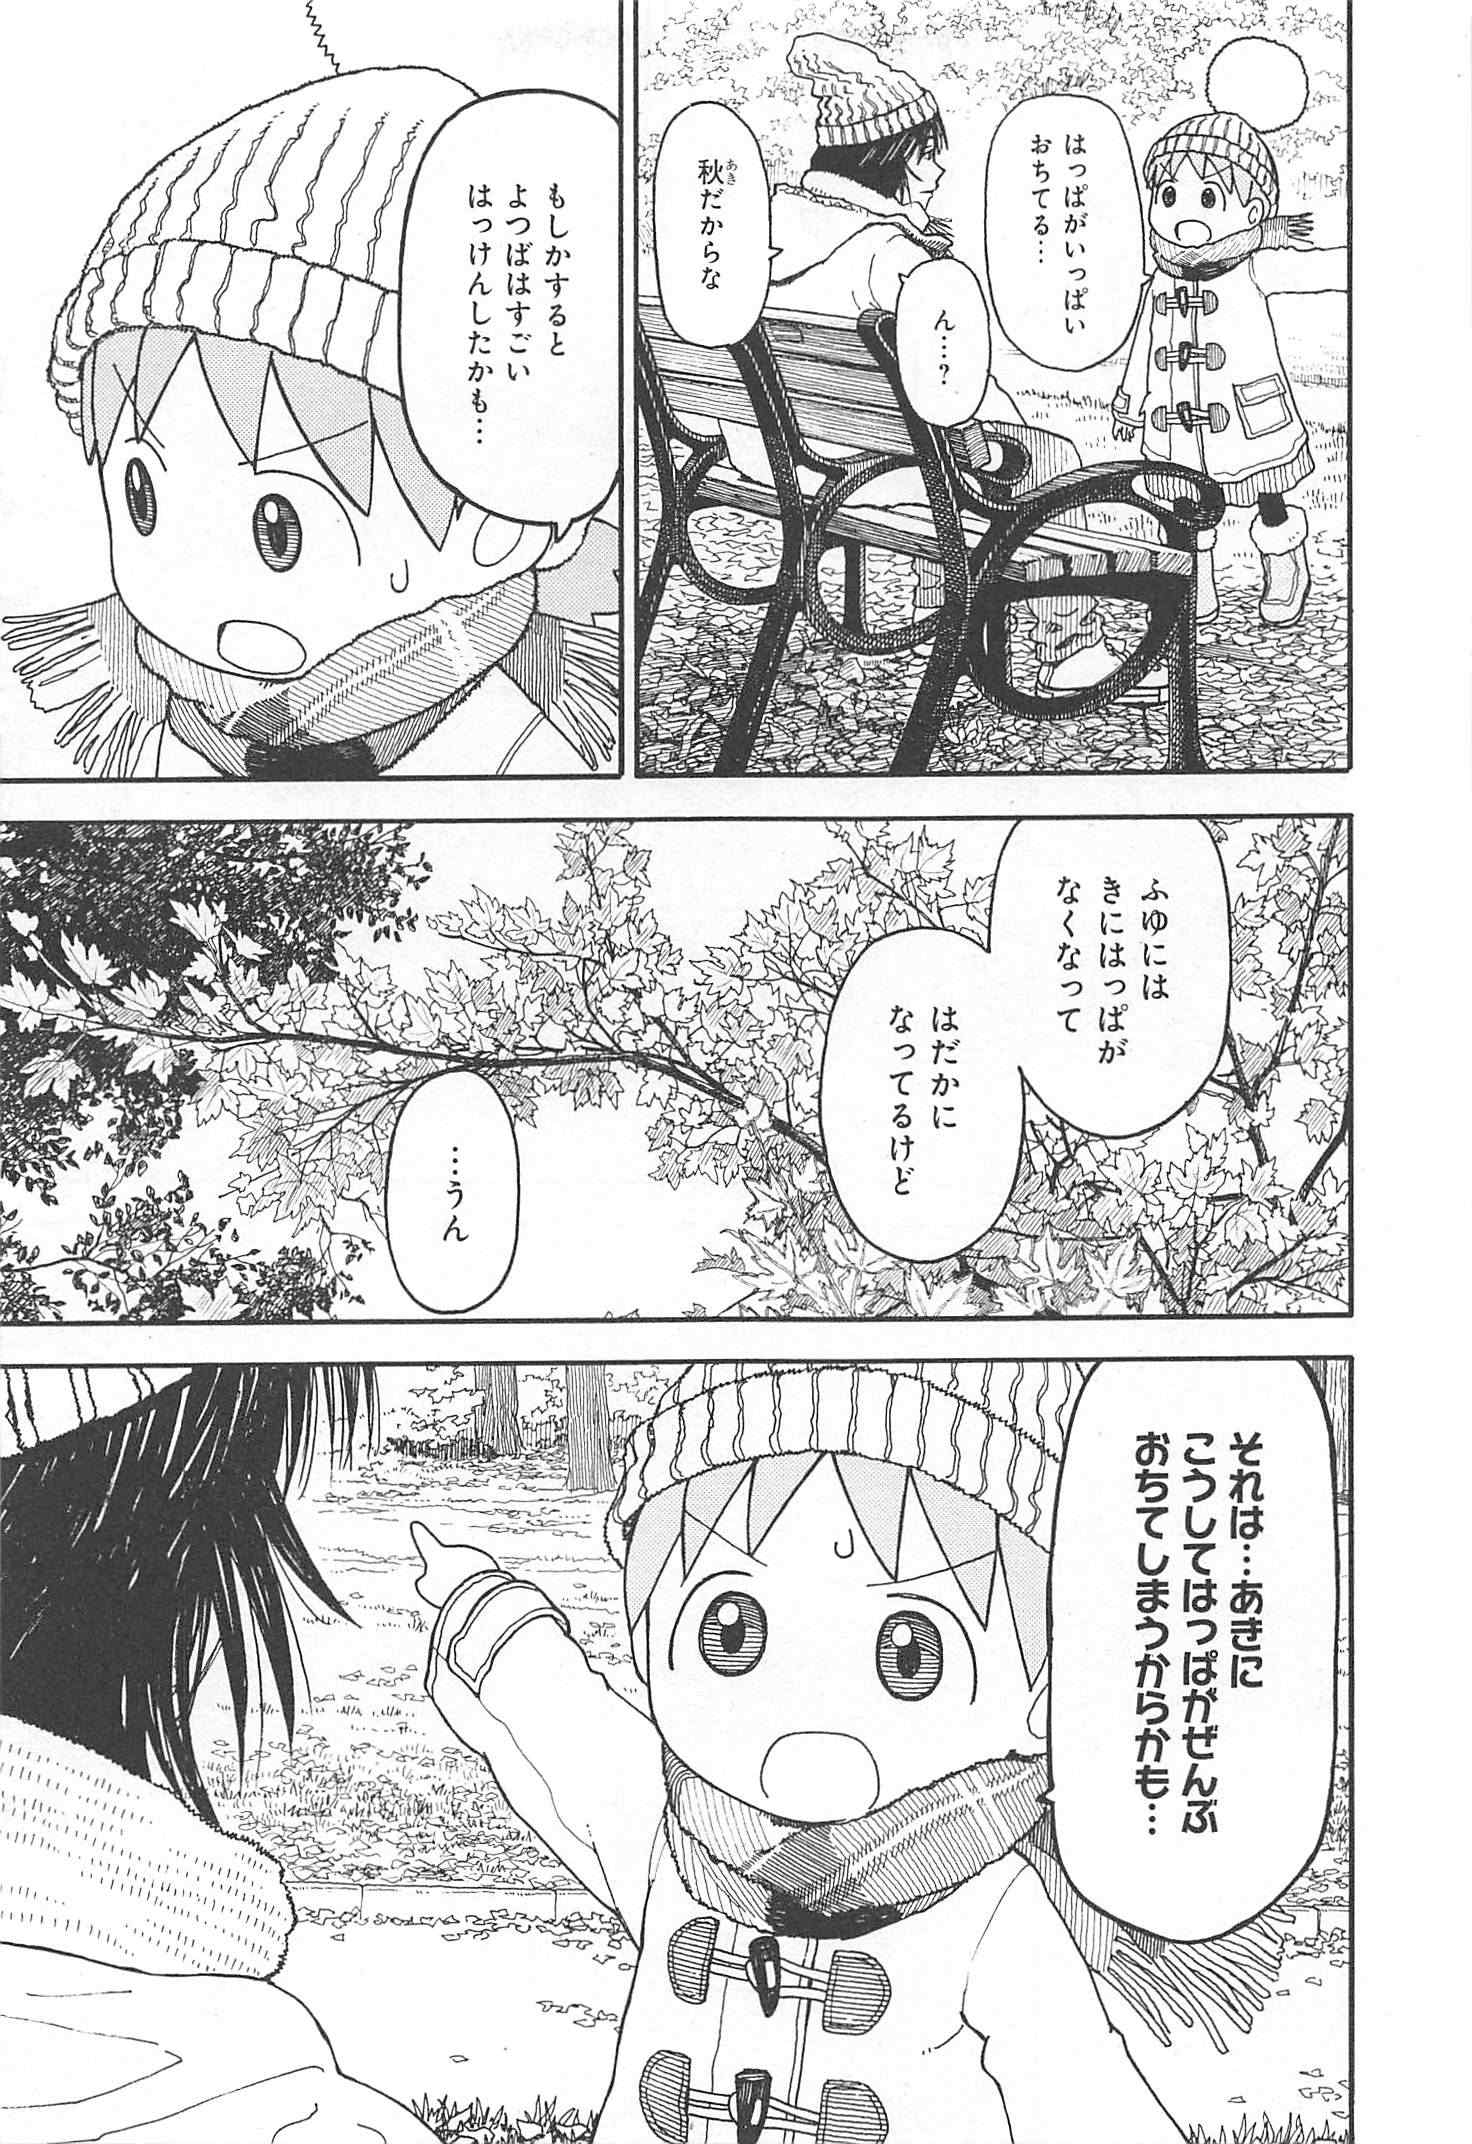 はっぱがいっぱい
おちてる…
ん…？
秋だからな
あき
もしかすると
よつばはすごい
はっけんしたかも…
ふゆには
きにはっぱが
なくなって
はだかに
なってるけど
…うん
それは…あきに
こうしてはっぱがぜんぶ
おちてしまうからかも…